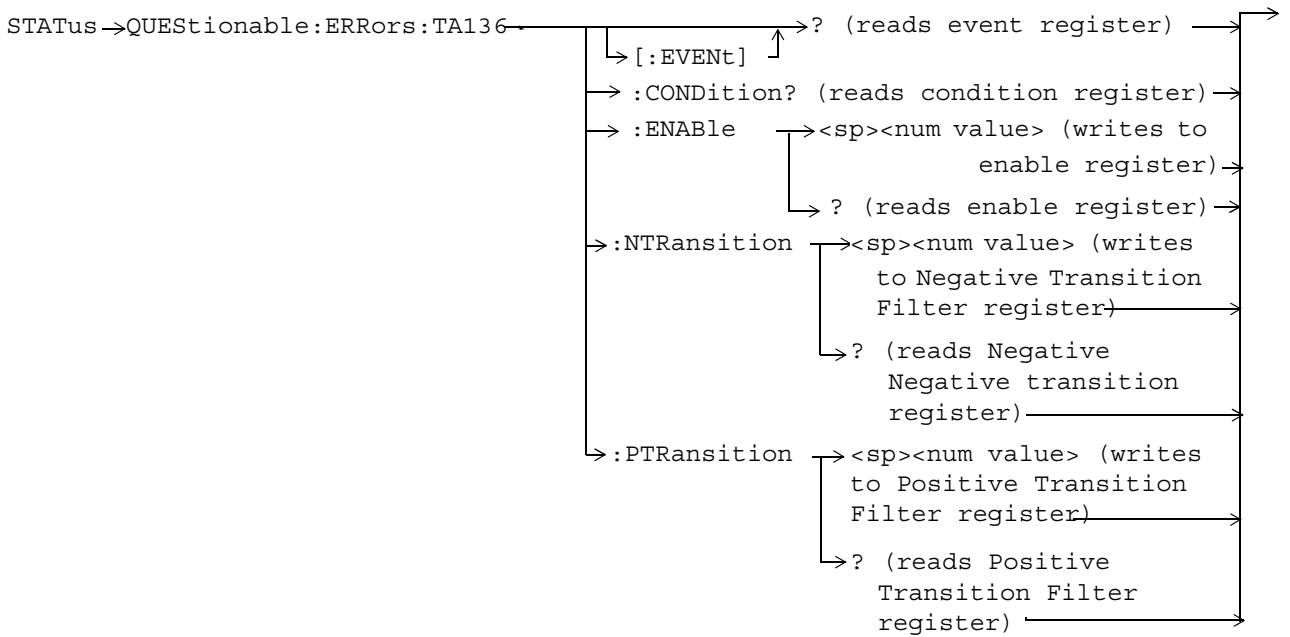 STATus QUEStionable:ERRors:TA136 ? (reads event register)
[:EVENt]
:CONDition? (reads condition register)
:ENABle <sp><num value> (writes to
enable register)
? (reads enable register)
:NTRansition <sp><num value> (writes
to Negative Transition
Filter register)
? (reads Negative
Negative transition
register)
:PTRansition <sp><num value> (writes
to Positive Transition
Filter register)
? (reads Positive
Transition Filter
register)